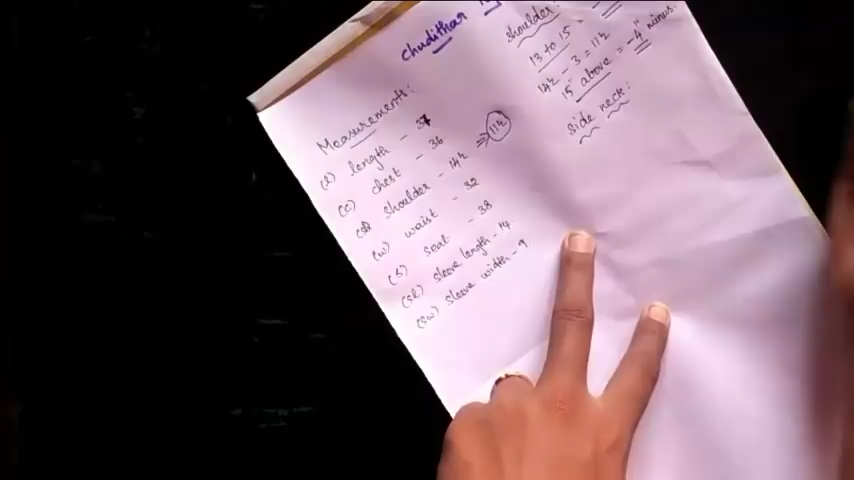 chudithar
Measurements:
(l) length - 37
(c) chest - 36
(sh) shoulder - 14½ => 11½
(w) waist - 32
(s) seat - 38
(sl) sleeve length - 14
(sw) sleeve width - 9
shoulder:
13 to 15
14½ - 3 = 11½
15" above = -4" minus.
side neck: